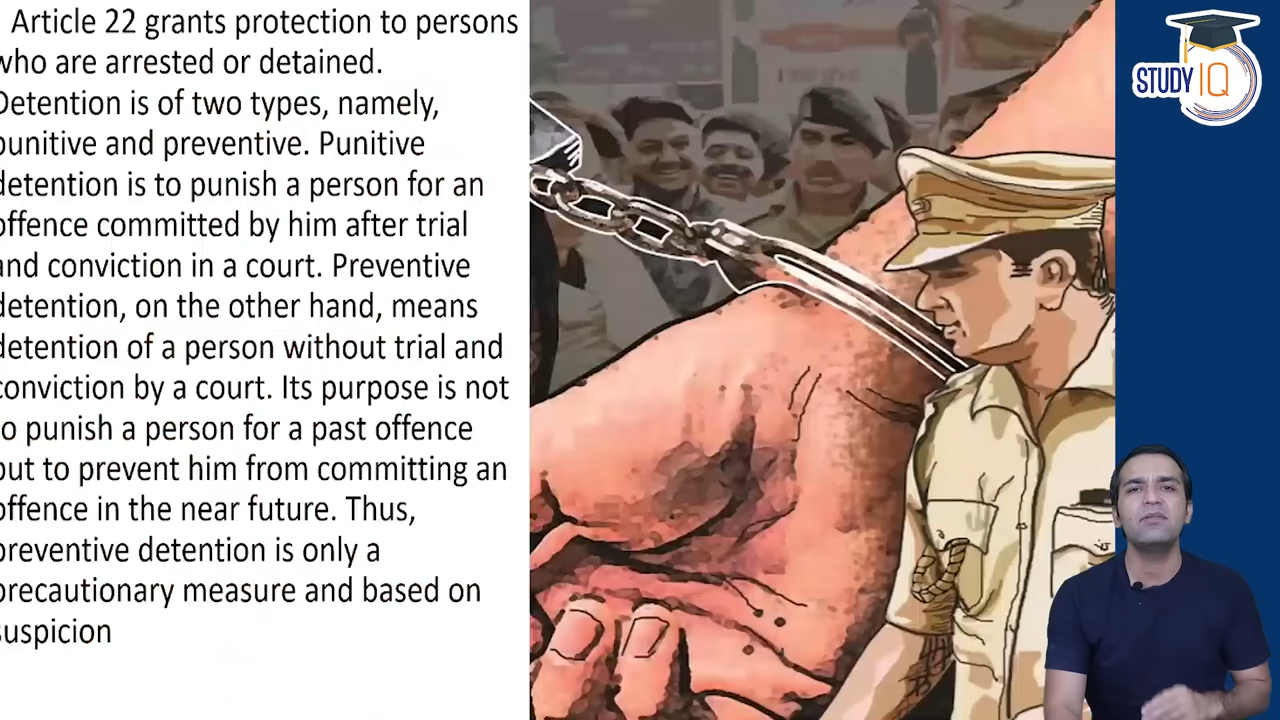 Article 22 grants protection to persons
who are arrested or detained.
Detention is of two types, namely,
punitive and preventive. Punitive
detention is to punish a person for an
offence committed by him after trial
and conviction in a court. Preventive
detention, on the other hand, means
detention of a person without trial and
conviction by a court. Its purpose is not
to punish a person for a past offence
but to prevent him from committing an
offence in the near future. Thus,
preventive detention is only a
precautionary measure and based on
suspicion
STUDY IQ